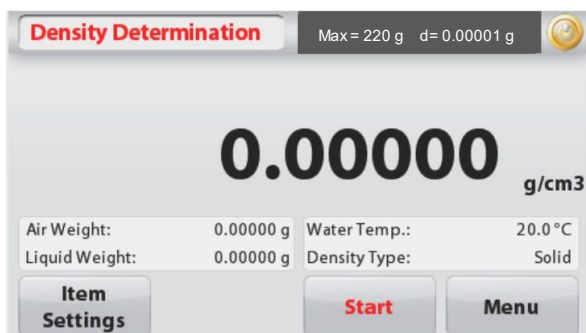 Density Determination Max = 220 g d= 0.00001 g
0.00000 g/cm3
Air Weight: 0.00000 g Water Temp.: 20.0°C
Liquid Weight: 0.00000 g Density Type: Solid
Item Settings
Start
Menu